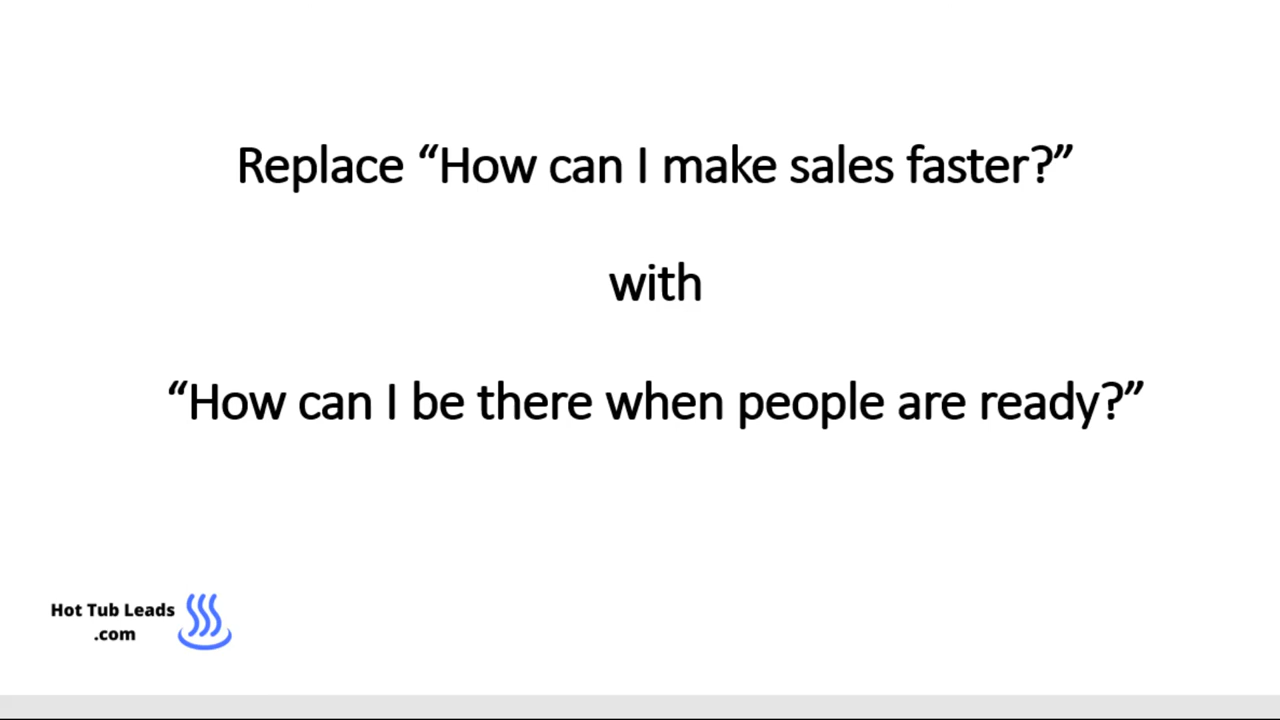 Replace “How can I make sales faster?”
with
“How can I be there when people are ready?”
Hot Tub Leads
.com